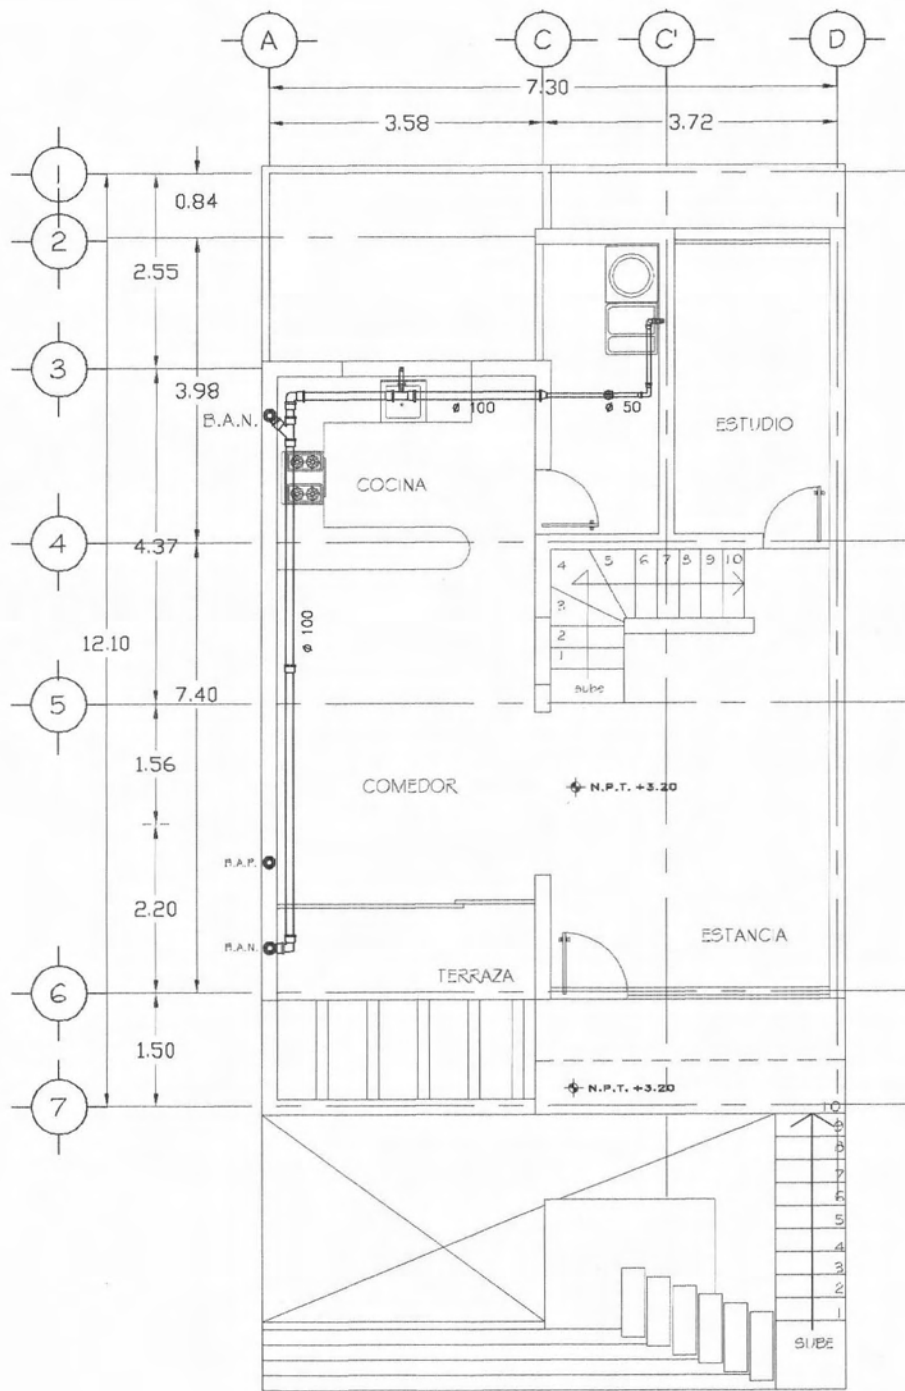 A C C' D
7.30
3.58 3.72
1
0.84
2
2.55
3
3.98
B.A.N.
ø 100
ø 50
ESTUDIO
COCINA
4
4.37
4 5 6 7 8 9 10
3
2
1
sube
ø 100
12.10
7.40
5
1.56
COMEDOR
N.P.T. +3.20
B.A.P.
2.20
ESTANCIA
B.A.N.
TERRAZA
6
1.50
N.P.T. +3.20
7
10
9
8
7
6
5
4
3
2
1
SUBE